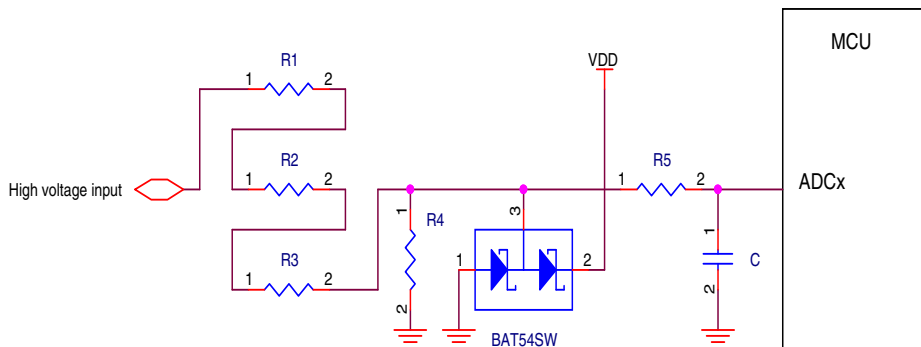 MCU
R1
1 2
VDD
R2
1 2
R5
1 2
High voltage input
ADCx
1
R4
3
R3
1 2
1 2
1
C
2
2
BAT54SW